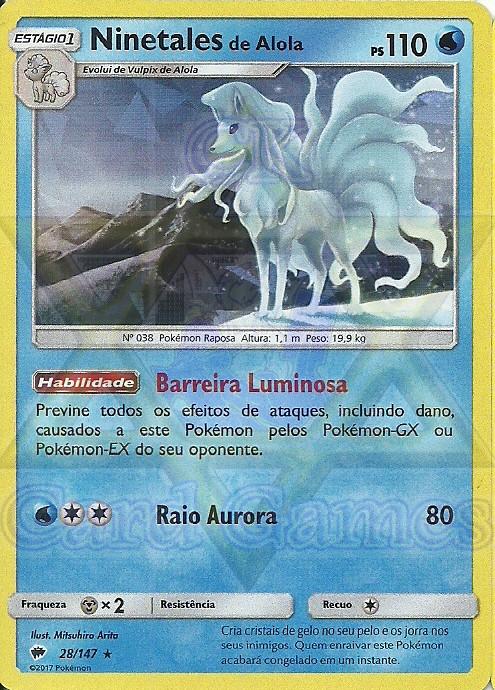 ESTÁGIO 1
Ninetales de Alola
PS 110
Evolui de Vulpix de Alola
Nº 038 Pokémon Raposa Altura: 1,1 m Peso: 19,9 kg
Habilidade Barreira Luminosa
Previne todos os efeitos de ataques, incluindo dano,
causados a este Pokémon pelos Pokémon-GX ou
Pokémon-EX do seu oponente.
Raio Aurora 80
Fraqueza ×2 Resistência Recuo
Ilust. Mitsuhiro Arita
28/147 ★
©2017 Pokémon
Cria cristais de gelo no seu pelo e os jorra nos
seus inimigos. Quem enraivar este Pokémon
acabará congelado em um instante.
Card Games